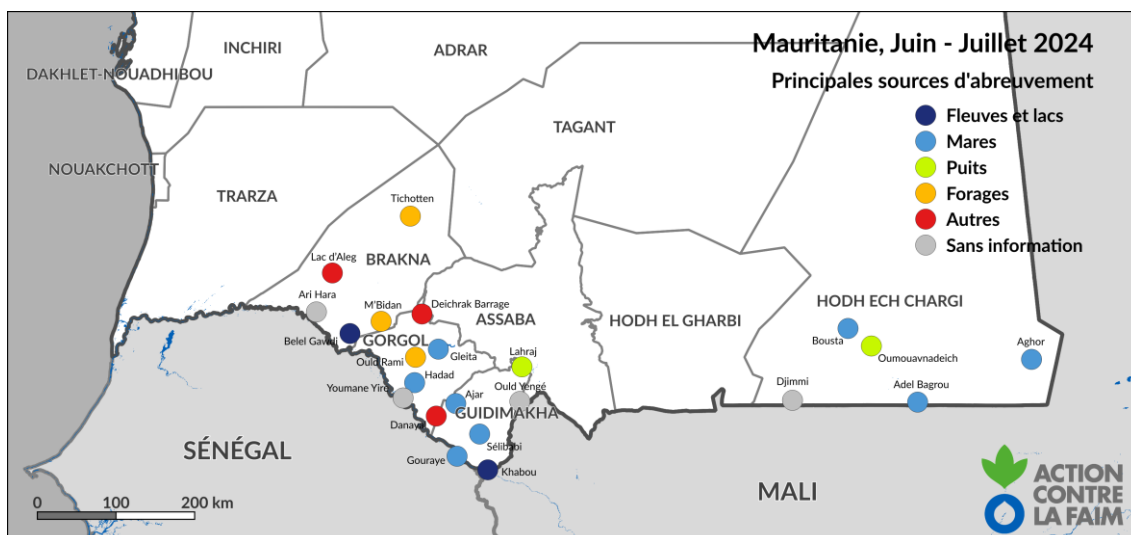 Mauritanie, Juin - Juillet 2024
Principales sources d'abreuvement
Fleuves et lacs
Mares
Puits
Forages
Autres
Sans information
INCHIRI
ADRAR
DAKHLET-NOUADHIBOU
TAGANT
NOUAKCHOTT
TRARZA
Tichotten
Lac d'Aleg
BRAKNA
Ari Hara
M'Bidan
Deichrak Barrage
ASSABA
HODH EL GHARBI
HODH ECH CHARGI
Belel Gawdi
GORGOL
Gleita
Bousta
Oumouavnadeich
Aghor
Ould Rami
Lahraj
Hadad
Youmane Yiré
Ould Yengé
Djimmi
Adel Bagrou
Ajar
GUIDIMAKHA
Danaya
Sélibabi
SÉNÉGAL
Gouraye
Khabou
MALI
0 100 200 km
ACTION
CONTRE
LA FAIM